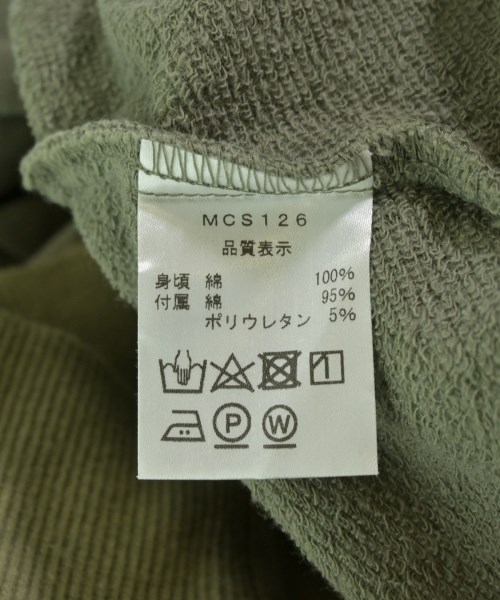 MCS126
品質表示
身頃 綿 100%
付属 綿 95%
ポリウレタン 5%
P W